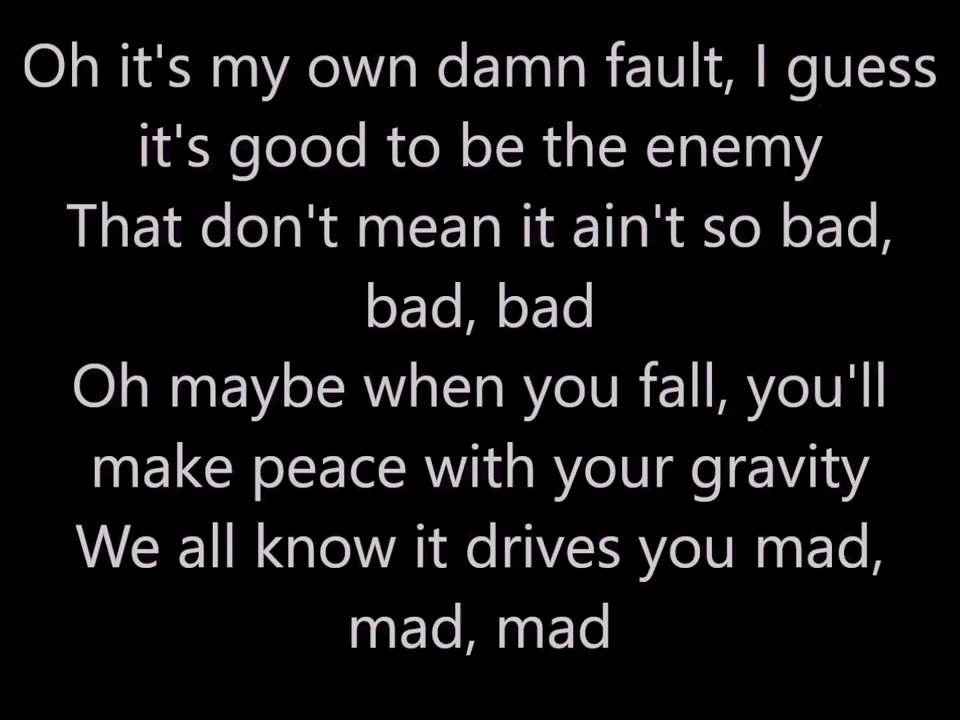 Oh it's my own damn fault, I guess
it's good to be the enemy
That don't mean it ain't so bad,
bad, bad
Oh maybe when you fall, you'll
make peace with your gravity
We all know it drives you mad,
mad, mad